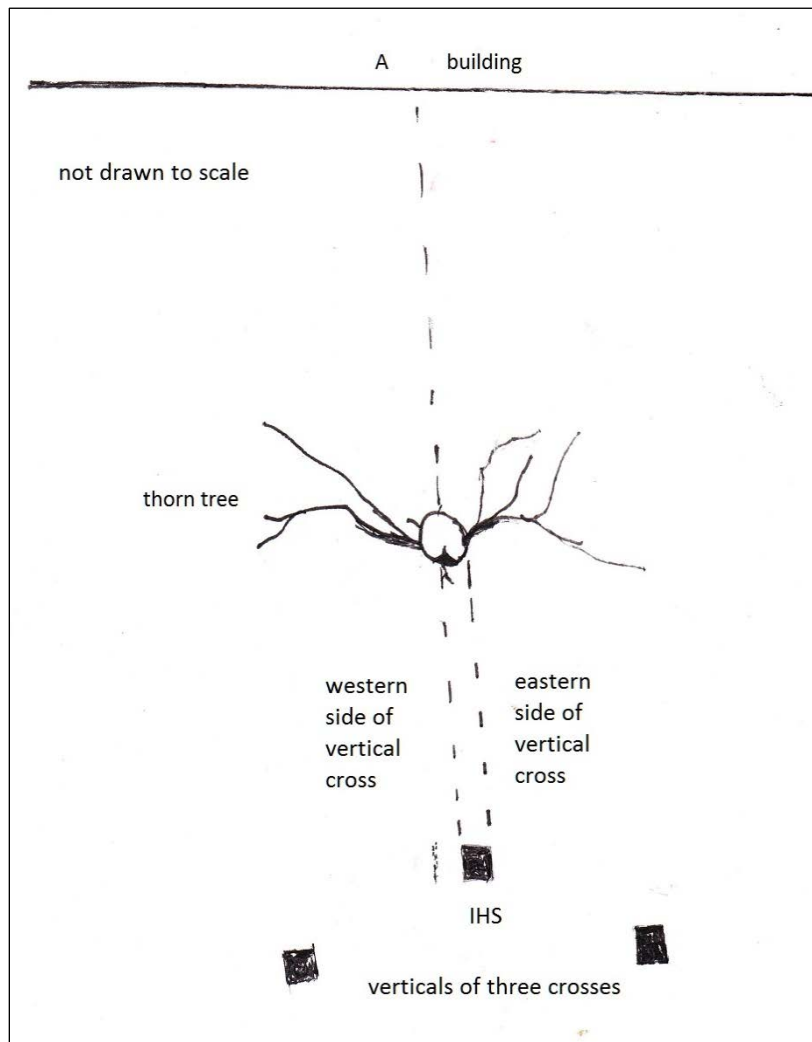 A building
not drawn to scale
thorn tree
western
side of
vertical
cross
eastern
side of
vertical
cross
IHS
verticals of three crosses